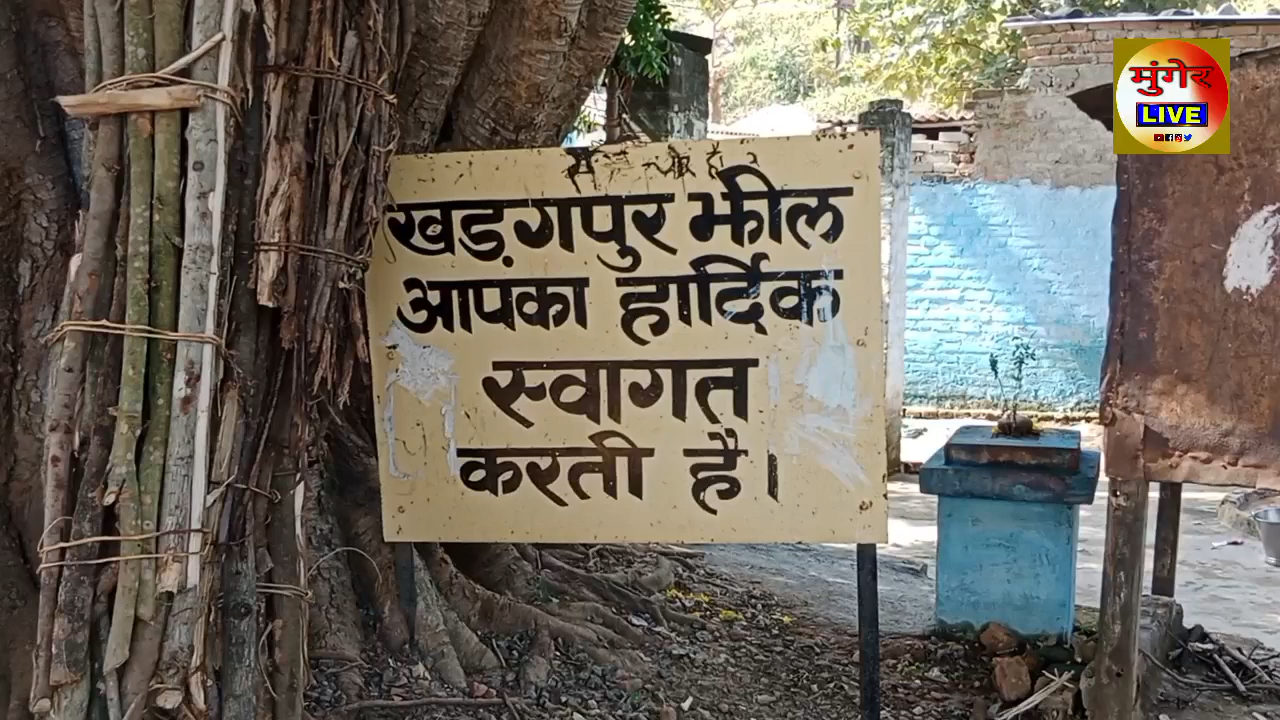 मुंगेर
LIVE
खड़गपुर झील
आपका हार्दिक
स्वागत
करती है।